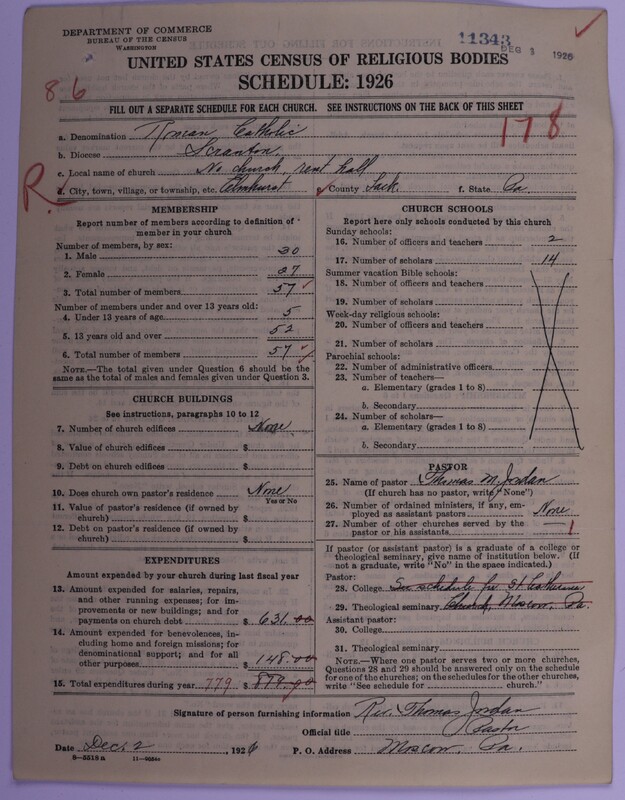 DEPARTMENT OF COMMERCE
BUREAU OF THE CENSUS
WASHINGTON
11343
DEC 3 1926
UNITED STATES CENSUS OF RELIGIOUS BODIES
SCHEDULE: 1926
86
FILL OUT A SEPARATE SCHEDULE FOR EACH CHURCH. SEE INSTRUCTIONS ON THE BACK OF THIS SHEET
178
R.
a. Denomination Roman Catholic
b. Diocese Scranton.
c. Local name of church No church, rent hall
d. City, town, village, or township, etc. Elmhurst e. County Lack. f. State Pa.
MEMBERSHIP
Report number of members according to definition of member in your church
Number of members, by sex:
1. Male 30
2. Female 27
3. Total number of members 57
Number of members under and over 13 years old:
4. Under 13 years of age 5
5. 13 years old and over 52
6. Total number of members 57
NOTE.—The total given under Question 6 should be the same as the total of males and females given under Question 3.
CHURCH BUILDINGS
See instructions, paragraphs 10 to 12
7. Number of church edifices None
8. Value of church edifices $
9. Debt on church edifices $
10. Does church own pastor's residence None
Yes or No
11. Value of pastor's residence (if owned by church) $
12. Debt on pastor's residence (if owned by church) $
EXPENDITURES
Amount expended by your church during last fiscal year
13. Amount expended for salaries, repairs, and other running expenses; for improvements or new buildings; and for payments on church debt $ 631.00
14. Amount expended for benevolences, including home and foreign missions; for denominational support; and for all other purposes 148.00
15. Total expenditures during year 779 $ 879.00
CHURCH SCHOOLS
Report here only schools conducted by this church
Sunday schools:
16. Number of officers and teachers 2
17. Number of scholars 14
Summer vacation Bible schools:
18. Number of officers and teachers
19. Number of scholars
Week-day religious schools:
20. Number of officers and teachers
21. Number of scholars
Parochial schools:
22. Number of administrative officers
23. Number of teachers—
a. Elementary (grades 1 to 8)
b. Secondary
24. Number of scholars—
a. Elementary (grades 1 to 8)
b. Secondary
PASTOR
25. Name of pastor Thomas M. Jordan
(If church has no pastor, write "None")
26. Number of ordained ministers, if any, employed as assistant pastors None
27. Number of other churches served by the pastor or his assistants 1
If pastor (or assistant pastor) is a graduate of a college or theological seminary, give name of institution below. (If not a graduate, write "No" in the space indicated.)
Pastor:
28. College See schedule for St Catherines
29. Theological seminary Church, Moscow, Pa.
Assistant pastor:
30. College
31. Theological seminary
NOTE.—Where one pastor serves two or more churches, Questions 28 and 29 should be answered only on the schedule for one of the churches; on the schedules for the other churches, write "See schedule for church."
Signature of person furnishing information Rev. Thomas Jordan
Official title Pastor
Date Dec. 2, 1926 P. O. Address Moscow, Pa.
8—5518a 11—9554c